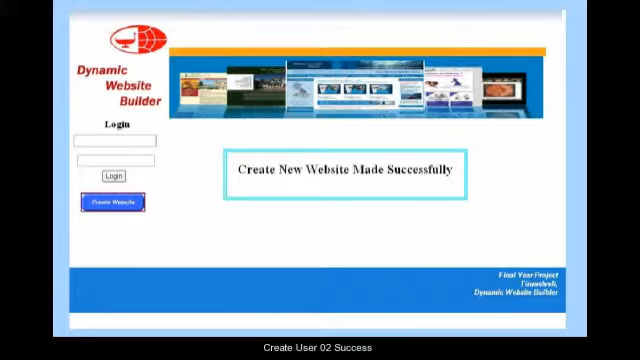 Dynamic
Website
Builder
Login
Login
Create Website
Create New Website Made Successfully
Final Year Project
Tirunelveli,
Dynamic Website Builder
Create User 02 Success